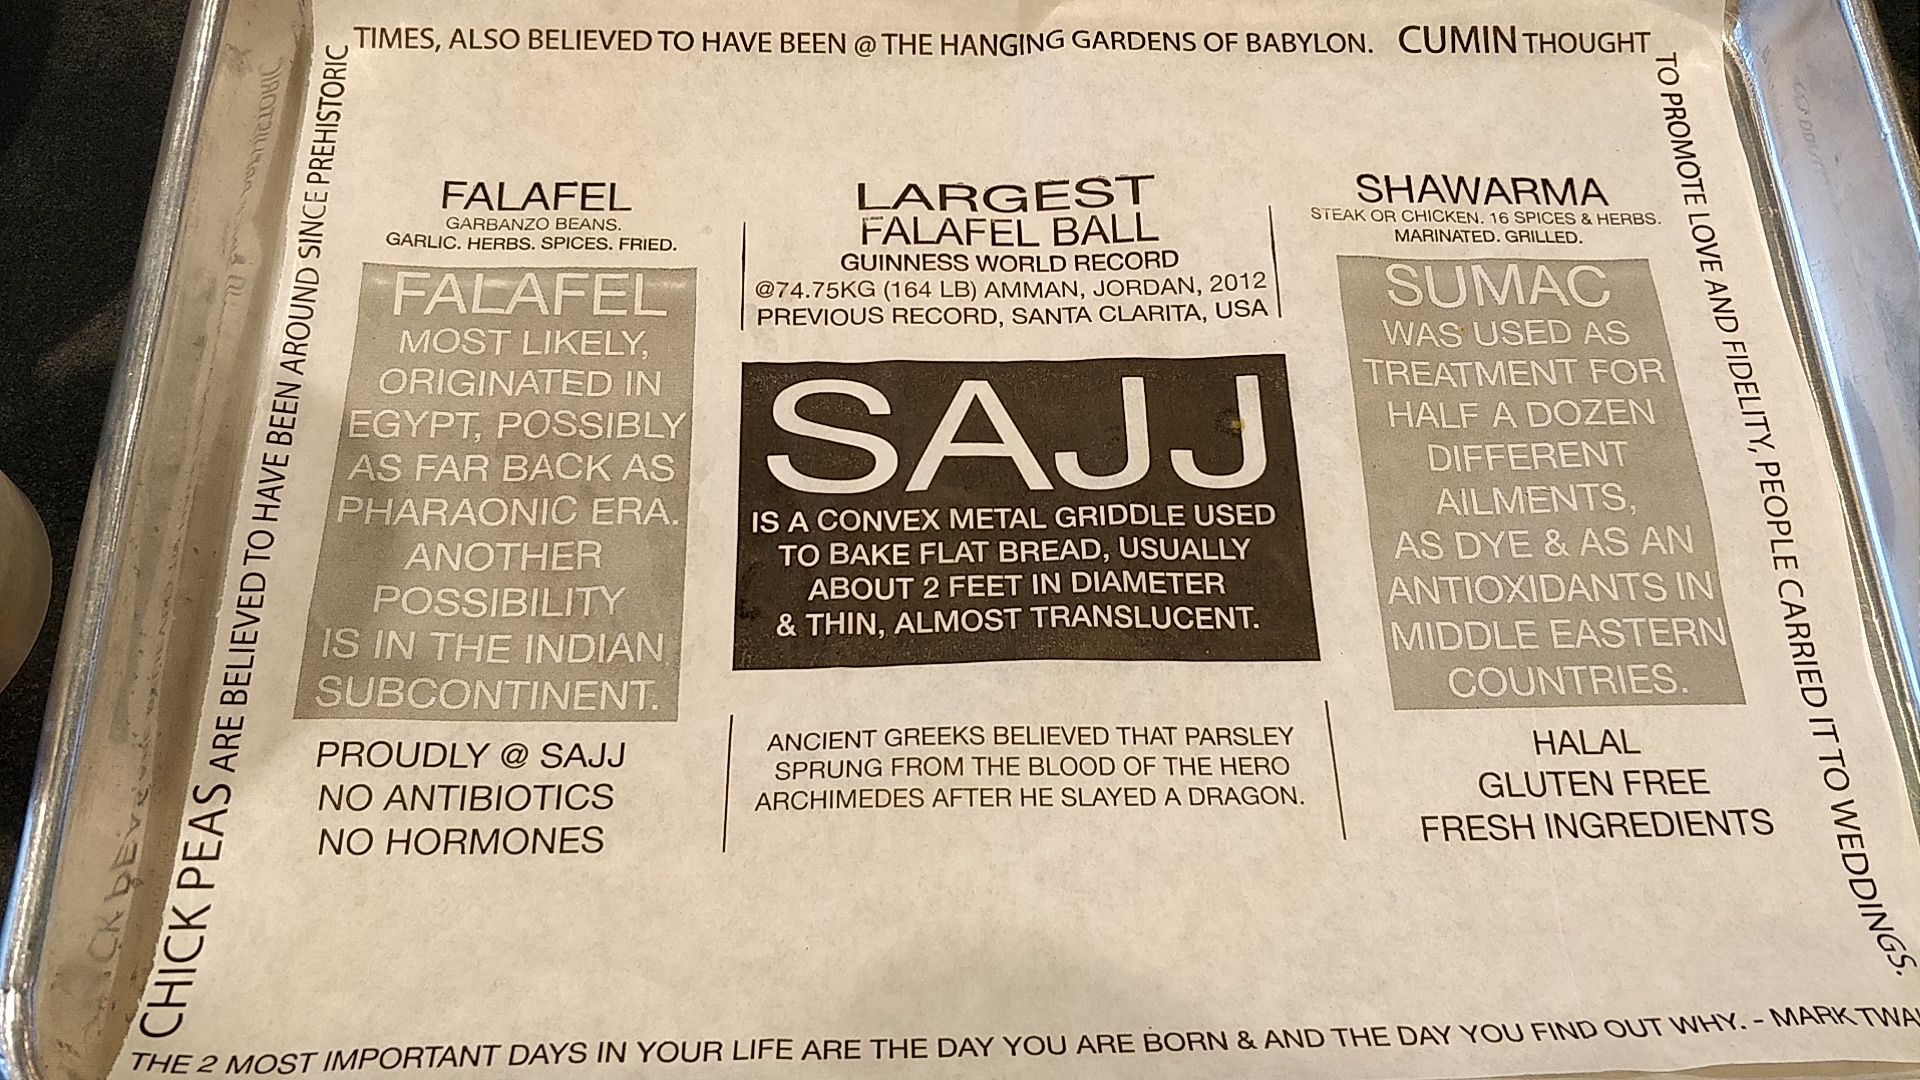 CHICK PEAS ARE BELIEVED TO HAVE BEEN AROUND SINCE PREHISTORIC
TIMES, ALSO BELIEVED TO HAVE BEEN @ THE HANGING GARDENS OF BABYLON. CUMIN THOUGHT
TO PROMOTE LOVE AND FIDELITY, PEOPLE CARRIED IT TO WEDDINGS.
FALAFEL
GARBANZO BEANS.
GARLIC. HERBS. SPICES. FRIED.
FALAFEL
MOST LIKELY,
ORIGINATED IN
EGYPT, POSSIBLY
AS FAR BACK AS
PHARAONIC ERA.
ANOTHER
POSSIBILITY
IS IN THE INDIAN
SUBCONTINENT.
PROUDLY @ SAJJ
NO ANTIBIOTICS
NO HORMONES
LARGEST
FALAFEL BALL
GUINNESS WORLD RECORD
@74.75KG (164 LB) AMMAN, JORDAN, 2012
PREVIOUS RECORD, SANTA CLARITA, USA
SAJJ
IS A CONVEX METAL GRIDDLE USED
TO BAKE FLAT BREAD, USUALLY
ABOUT 2 FEET IN DIAMETER
& THIN, ALMOST TRANSLUCENT.
ANCIENT GREEKS BELIEVED THAT PARSLEY
SPRUNG FROM THE BLOOD OF THE HERO
ARCHIMEDES AFTER HE SLAYED A DRAGON.
SHAWARMA
STEAK OR CHICKEN. 16 SPICES & HERBS.
MARINATED. GRILLED.
SUMAC
WAS USED AS
TREATMENT FOR
HALF A DOZEN
DIFFERENT
AILMENTS,
AS DYE & AS AN
ANTIOXIDANTS IN
MIDDLE EASTERN
COUNTRIES.
HALAL
GLUTEN FREE
FRESH INGREDIENTS
THE 2 MOST IMPORTANT DAYS IN YOUR LIFE ARE THE DAY YOU ARE BORN & AND THE DAY YOU FIND OUT WHY. - MARK TWAI